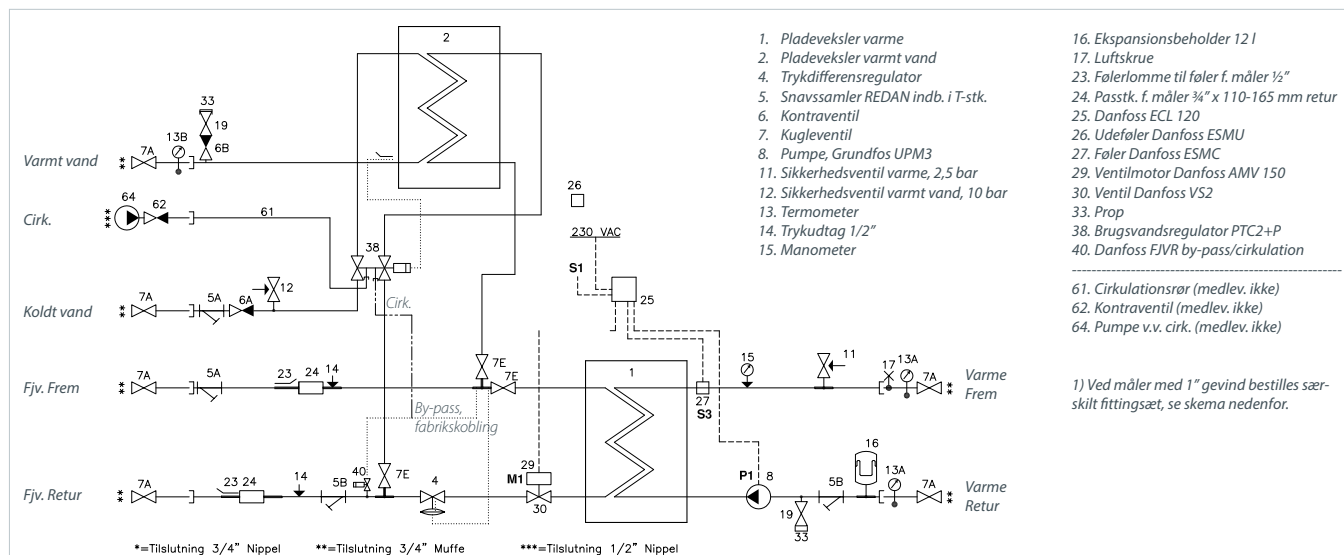 2
33
19
13B
6B
7A
Varmt vand
**
64
62
Cirk.
***
61
38
12
7A
5A
6A
Koldt vand
**
Cirk.
7A
5A
23
24
14
7E
7E
Fjv. Frem
**
By-pass,
fabrikskobling
7A
23
24
14
5B
40
7E
4
Fjv. Retur
**
26
230 VAC
S1
25
1
29
M1
30
27
S3
15
11
17
13A
7A
**
Varme
Frem
P1
8
19
33
5B
16
13A
7A
**
Varme
Retur
*=Tilslutning 3/4" Nippel
**=Tilslutning 3/4" Muffe
***=Tilslutning 1/2" Nippel
1. Pladeveksler varme
2. Pladeveksler varmt vand
4. Trykdifferensregulator
5. Snavssamler REDAN indb. i T-stk.
6. Kontraventil
7. Kugleventil
8. Pumpe, Grundfos UPM3
11. Sikkerhedsventil varme, 2,5 bar
12. Sikkerhedsventil varmt vand, 10 bar
13. Termometer
14. Trykudtag 1/2”
15. Manometer
16. Ekspansionsbeholder 12 l
17. Luftskrue
23. Følerlomme til føler f. måler ½”
24. Passtk. f. måler ¾” x 110-165 mm retur
25. Danfoss ECL 120
26. Udeføler Danfoss ESMU
27. Føler Danfoss ESMC
29. Ventilmotor Danfoss AMV 150
30. Ventil Danfoss VS2
33. Prop
38. Brugsvandsregulator PTC2+P
40. Danfoss FJVR by-pass/cirkulation
61. Cirkulationsrør (medlev. ikke)
62. Kontraventil (medlev. ikke)
64. Pumpe v.v. cirk. (medlev. ikke)
1) Ved måler med 1” gevind bestilles sær-
skilt fittingsæt, se skema nedenfor.